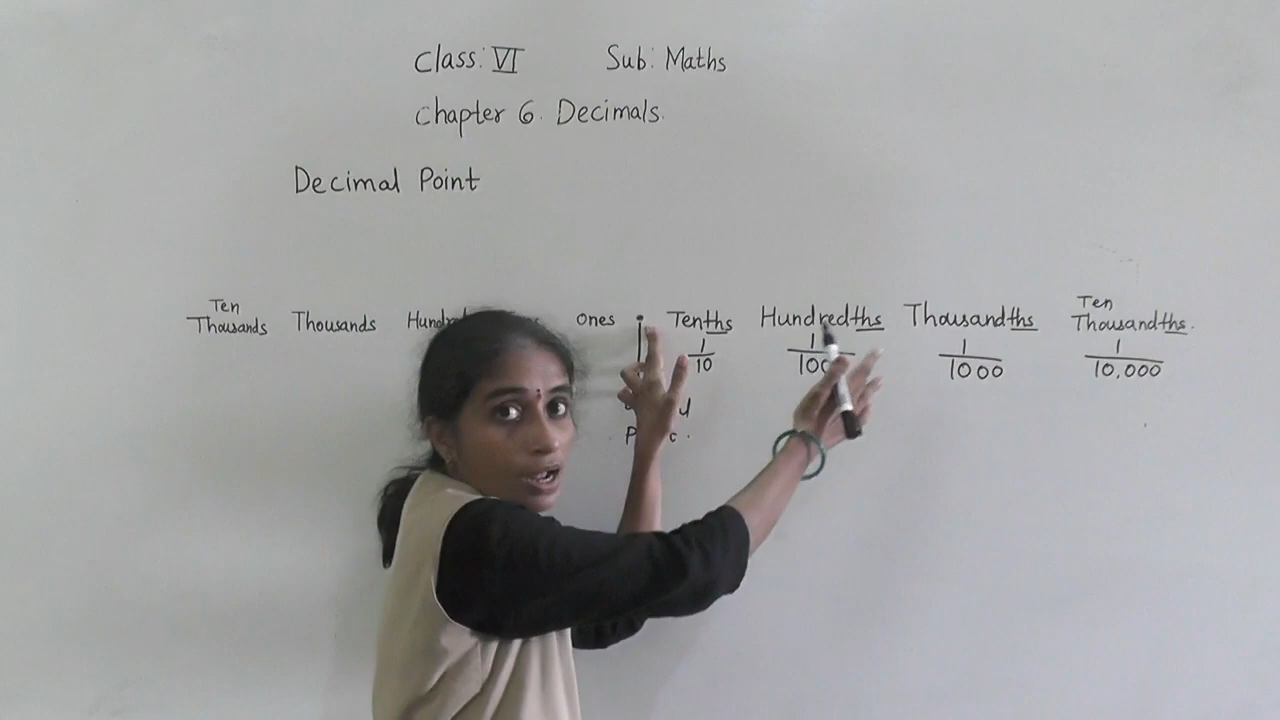 Class: VI Sub: Maths
Chapter 6. Decimals.
Decimal Point
Ten Thousands Thousands ones . Tenths Hundredths Thousandths Ten Thousandths.
1/10 1/1000 1/10,000